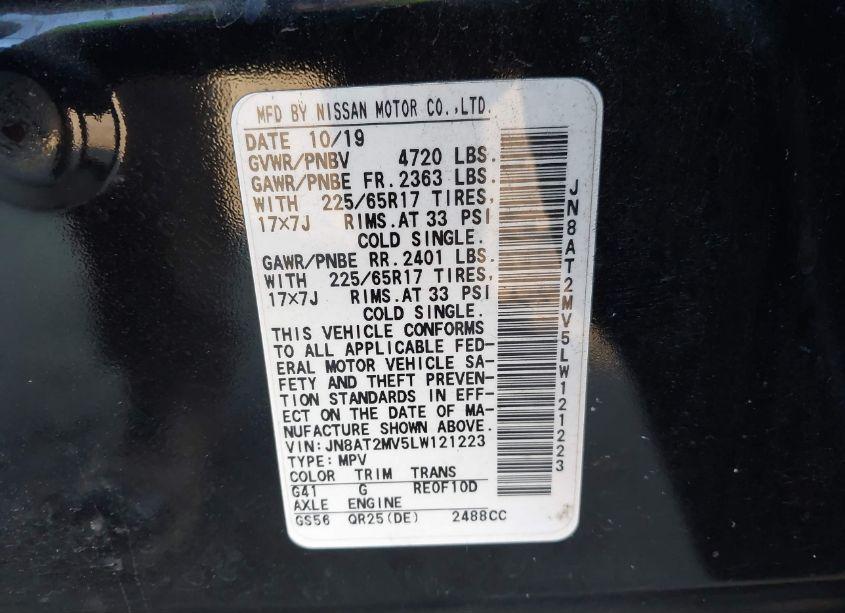 MFD BY NISSAN MOTOR CO.,LTD.
DATE 10/19
GVWR/PNBV 4720 LBS.
GAWR/PNBE FR.2363 LBS.
WITH 225/65R17 TIRES,
17×7J RIMS.AT 33 PSI
COLD SINGLE.
GAWR/PNBE RR.2401 LBS.
WITH 225/65R17 TIRES,
17×7J RIMS.AT 33 PSI
COLD SINGLE.
THIS VEHICLE CONFORMS
TO ALL APPLICABLE FED-
ERAL MOTOR VEHICLE SA-
FETY AND THEFT PREVEN-
TION STANDARDS IN EFF-
ECT ON THE DATE OF MA-
NUFACTURE SHOWN ABOVE.
VIN:JN8AT2MV5LW121223
TYPE:MPV
COLOR TRIM TRANS
G41 G RE0F10D
AXLE ENGINE
GS56 QR25(DE) 2488CC
JN8AT2MV5LW121223